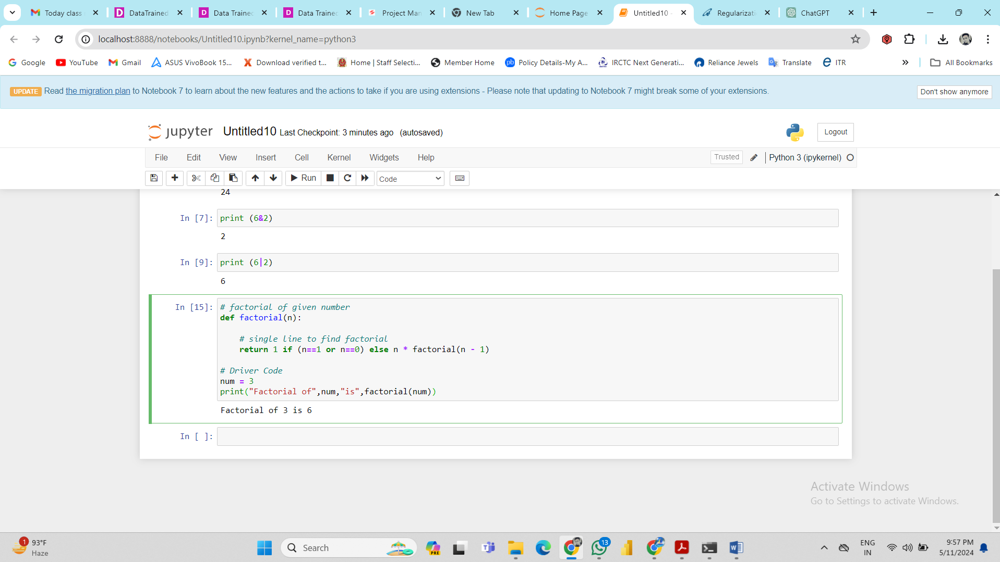 Today class
DataTrained
Data Trained
Data Trained
Project Man
New Tab
Home Page
Untitled10 -
Regularizati
ChatGPT
localhost:8888/notebooks/Untitled10.ipynb?kernel_name=python3
Google YouTube Gmail ASUS VivoBook 15... Download verified t... Home | Staff Selecti... Member Home Policy Details-My A... IRCTC Next Generati... Reliance Jewels Translate ITR » All Bookmarks
UPDATE Read the migration plan to Notebook 7 to learn about the new features and the actions to take if you are using extensions - Please note that updating to Notebook 7 might break some of your extensions. Don't show anymore
jupyter Untitled10 Last Checkpoint: 3 minutes ago (autosaved) Logout
File Edit View Insert Cell Kernel Widgets Help Trusted Python 3 (ipykernel)
Run Code
24
In [7]: print (6&2)
2
In [9]: print (6|2)
6
In [15]: # factorial of given number
def factorial(n):
# single line to find factorial
return 1 if (n==1 or n==0) else n * factorial(n - 1)
# Driver Code
num = 3
print("Factorial of",num,"is",factorial(num))
Factorial of 3 is 6
In [ ]:
Activate Windows
Go to Settings to activate Windows.
1 93°F
Haze
Search
PRE
13
ENG
IN
9:57 PM
5/11/2024